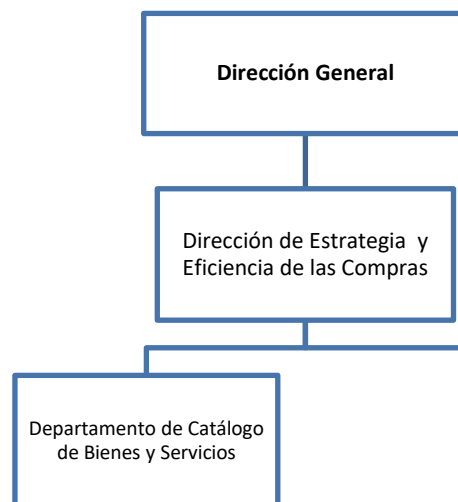 Dirección General
Dirección de Estrategia y
Eficiencia de las Compras
Departamento de Catálogo
de Bienes y Servicios